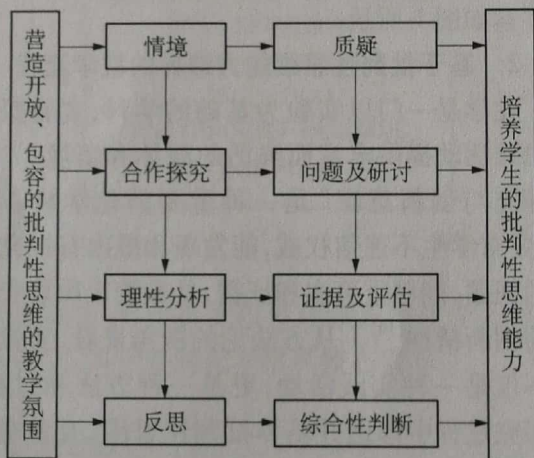 营造开放、包容的批判性思维的教学氛围
情境
质疑
合作探究
问题及研讨
理性分析
证据及评估
反思
综合性判断
培养学生的批判性思维能力